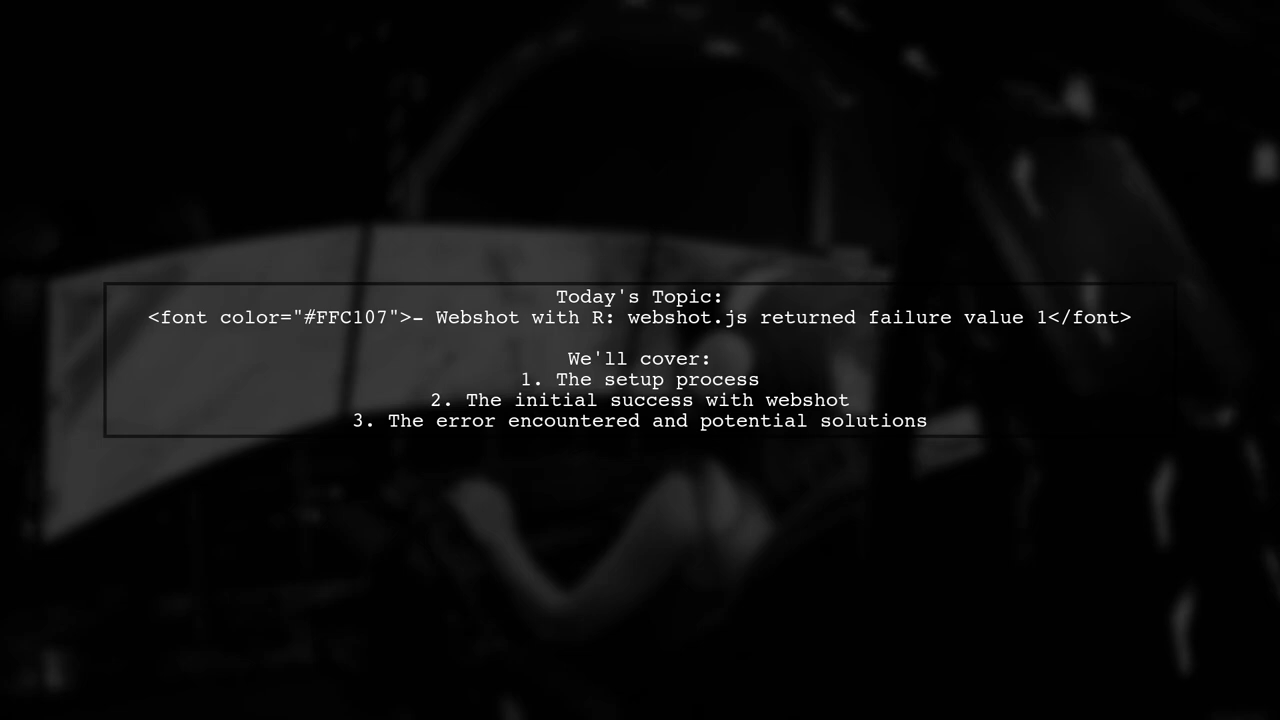 Today's Topic:
<font color="#FFC107">– Webshot with R: webshot.js returned failure value 1</font>
We'll cover:
1. The setup process
2. The initial success with webshot
3. The error encountered and potential solutions